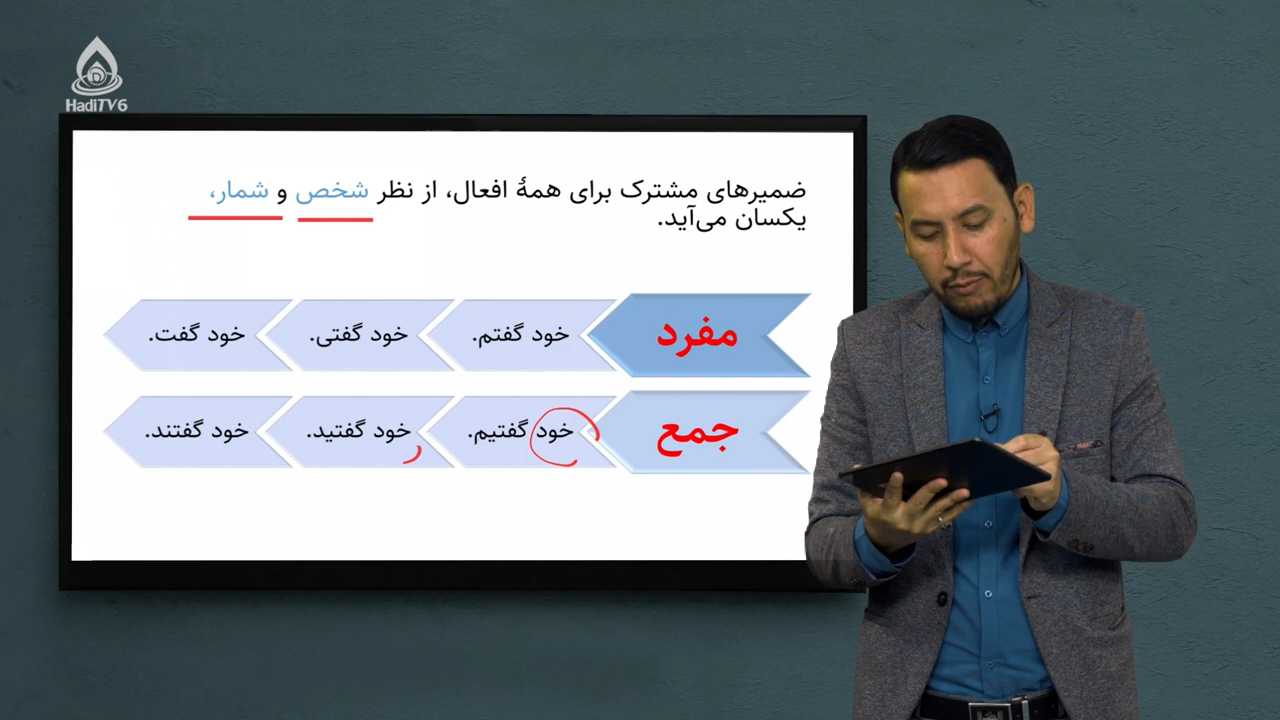 HadiTV6
ضمیرهای مشترک برای همهٔ افعال، از نظر شخص و شمار،
یکسان می‌آید.
مفرد
خود گفتم.
خود گفتی.
خود گفت.
جمع
خود گفتیم.
خود گفتید.
خود گفتند.